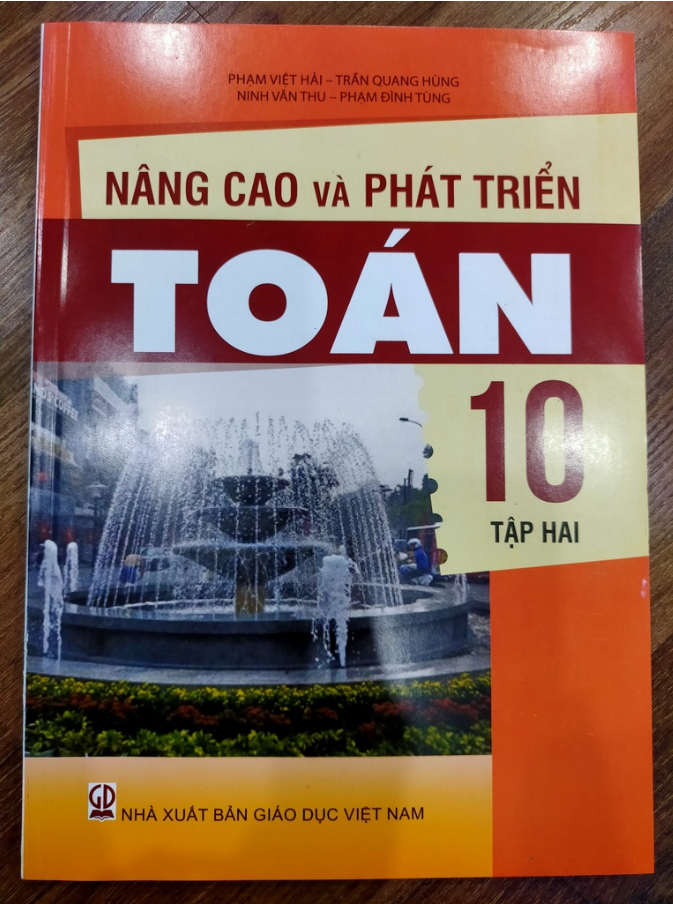 PHẠM VIỆT HẢI – TRẦN QUANG HÙNG
NINH VĂN THU – PHẠM ĐÌNH TÙNG
NÂNG CAO VÀ PHÁT TRIỂN
TOÁN
10
TẬP HAI
GD
NHÀ XUẤT BẢN GIÁO DỤC VIỆT NAM